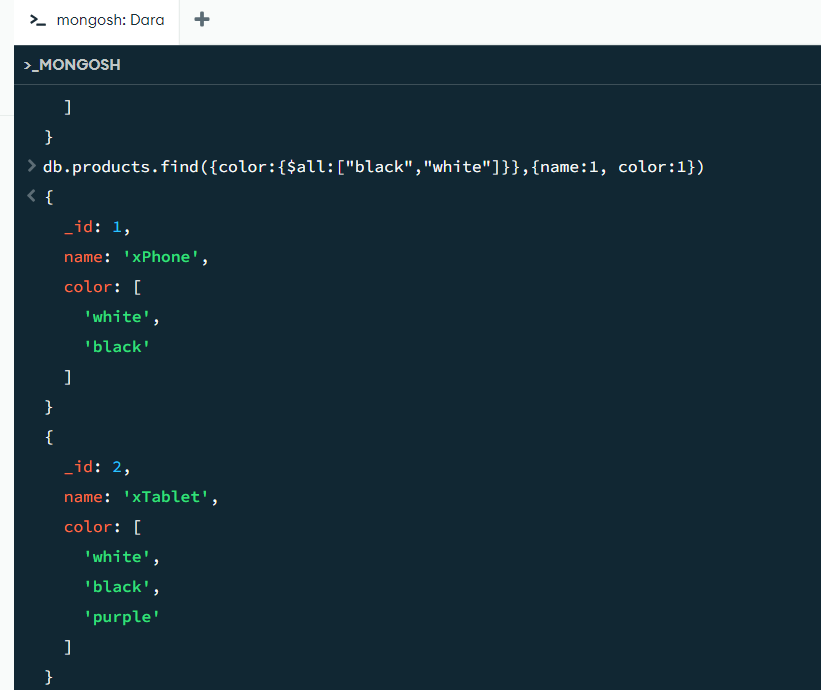 >_ mongosh: Dara +
>_MONGOSH
]
}
> db.products.find({color:{$all:["black","white"]}},{name:1, color:1})
< {
_id: 1,
name: 'xPhone',
color: [
'white',
'black'
]
}
{
_id: 2,
name: 'xTablet',
color: [
'white',
'black',
'purple'
]
}